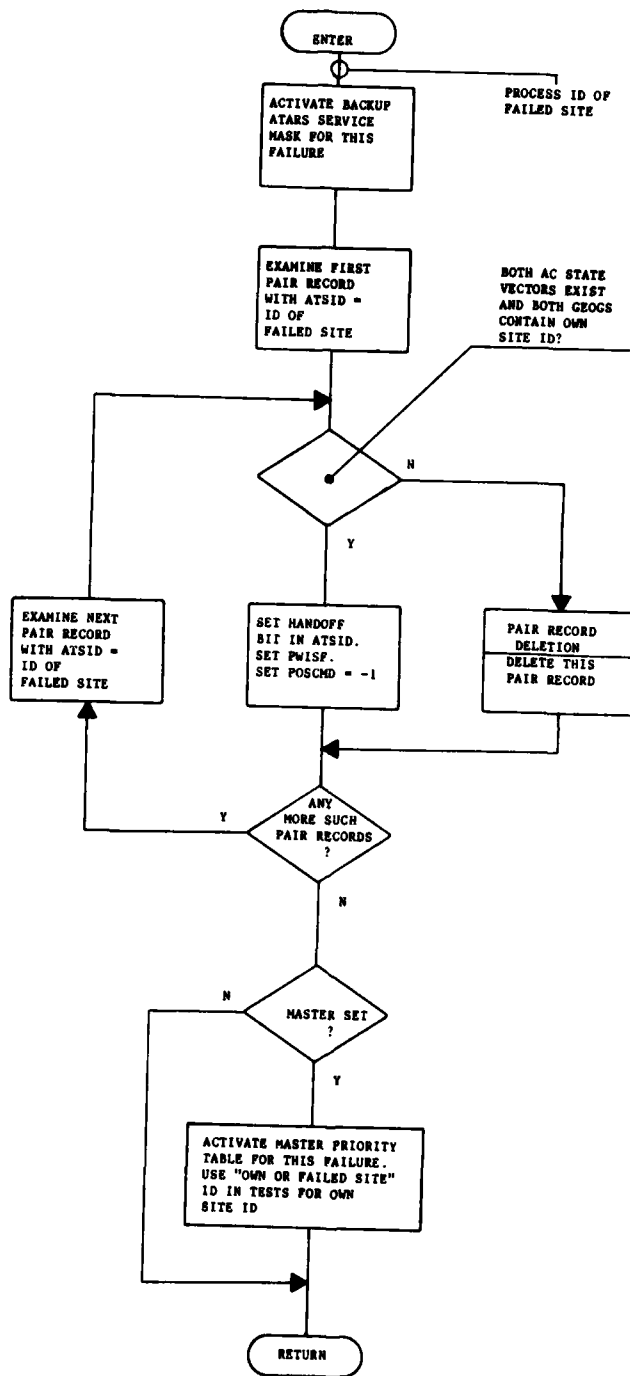 ENTER
PROCESS ID OF
FAILED SITE
ACTIVATE BACKUP
ATARS SERVICE
MASK FOR THIS
FAILURE
EXAMINE FIRST
PAIR RECORD
WITH ATSID =
ID OF
FAILED SITE
BOTH AC STATE
VECTORS EXIST
AND BOTH GEOGS
CONTAIN OWN
SITE ID?
N
Y
EXAMINE NEXT
PAIR RECORD
WITH ATSID =
ID OF
FAILED SITE
SET HANDOFF
BIT IN ATSID.
SET PWISF.
SET POSCMD = -1
PAIR RECORD
DELETION
DELETE THIS
PAIR RECORD
Y
ANY
MORE SUCH
PAIR RECORDS
?
N
N
MASTER SET
?
Y
ACTIVATE MASTER PRIORITY
TABLE FOR THIS FAILURE.
USE "OWN OR FAILED SITE"
ID IN TESTS FOR OWN
SITE ID
RETURN